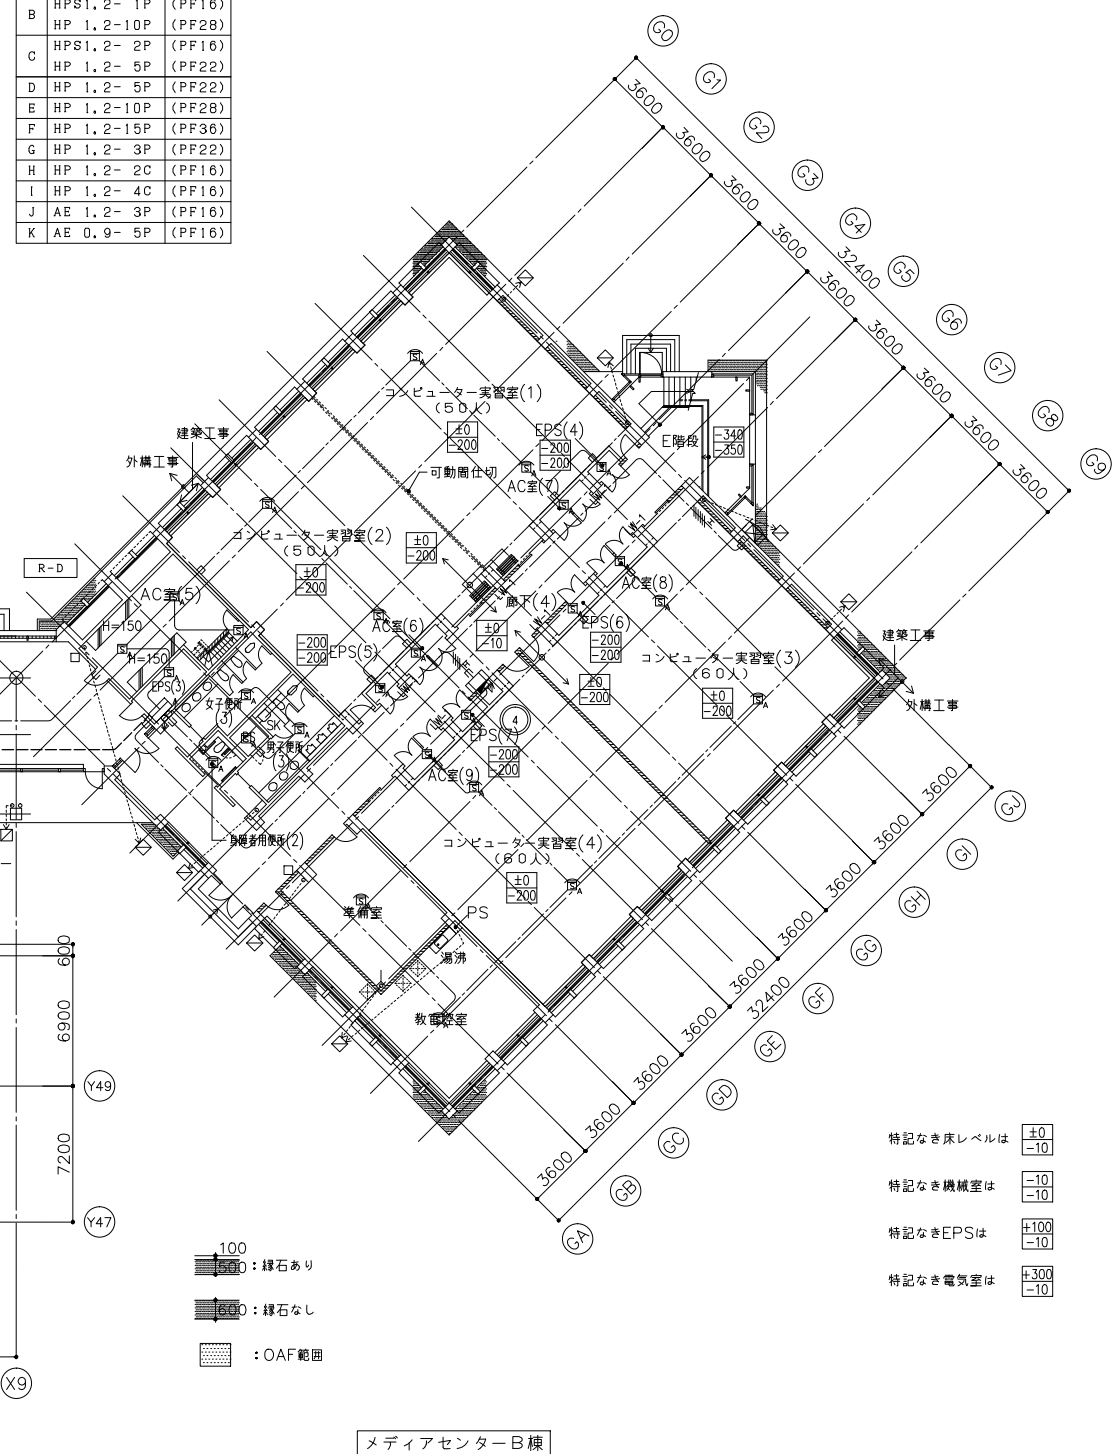 B HPS1.2- 1P (PF16)
HP 1.2-10P (PF28)
C HPS1.2- 2P (PF16)
HP 1.2- 5P (PF22)
D HP 1.2- 5P (PF22)
E HP 1.2-10P (PF28)
F HP 1.2-15P (PF36)
G HP 1.2- 3P (PF22)
H HP 1.2- 2C (PF16)
I HP 1.2- 4C (PF16)
J AE 1.2- 3P (PF16)
K AE 0.9- 5P (PF16)
G0
G1
G2
G3
G4
G5
G6
G7
G8
G9
3600
3600
3600
3600
3600
3600
3600
3600
3600
32400
コンピューター実習室(1)
(50人)
±0
-200
建築工事
外構工事
EPS(4)
-200
-200
E階段
-340
-350
可動間仕切
AC室(7)
コンピューター実習室(2)
(50人)
±0
-200
±0
-200
R-D
AC室(5)
H=150
H=150
EPS(3)
AC室(8)
廊下(4)
±0
-10
AC室(6)
EPS(6)
-200
-200
-200
-200
EPS(5)
コンピューター実習室(3)
(60人)
±0
-200
±0
-200
建築工事
外構工事
女子便所
(3)
SK
男子便所
(3)
4
EPS(7)
-200
-200
AC室(9)
身障者用便所(2)
コンピューター実習室(4)
(60人)
±0
-200
準備室
PS
湯沸
教官控室
3600
3600
3600
3600
3600
3600
3600
3600
3600
32400
GJ
GI
GH
GG
GF
GE
GD
GC
GB
GA
600
6900
Y49
7200
Y47
X9
特記なき床レベルは ±0
-10
特記なき機械室は -10
-10
特記なきEPSは +100
-10
特記なき電気室は +300
-10
100
500 : 縁石あり
600 : 縁石なし
: OAF範囲
メディアセンターB棟